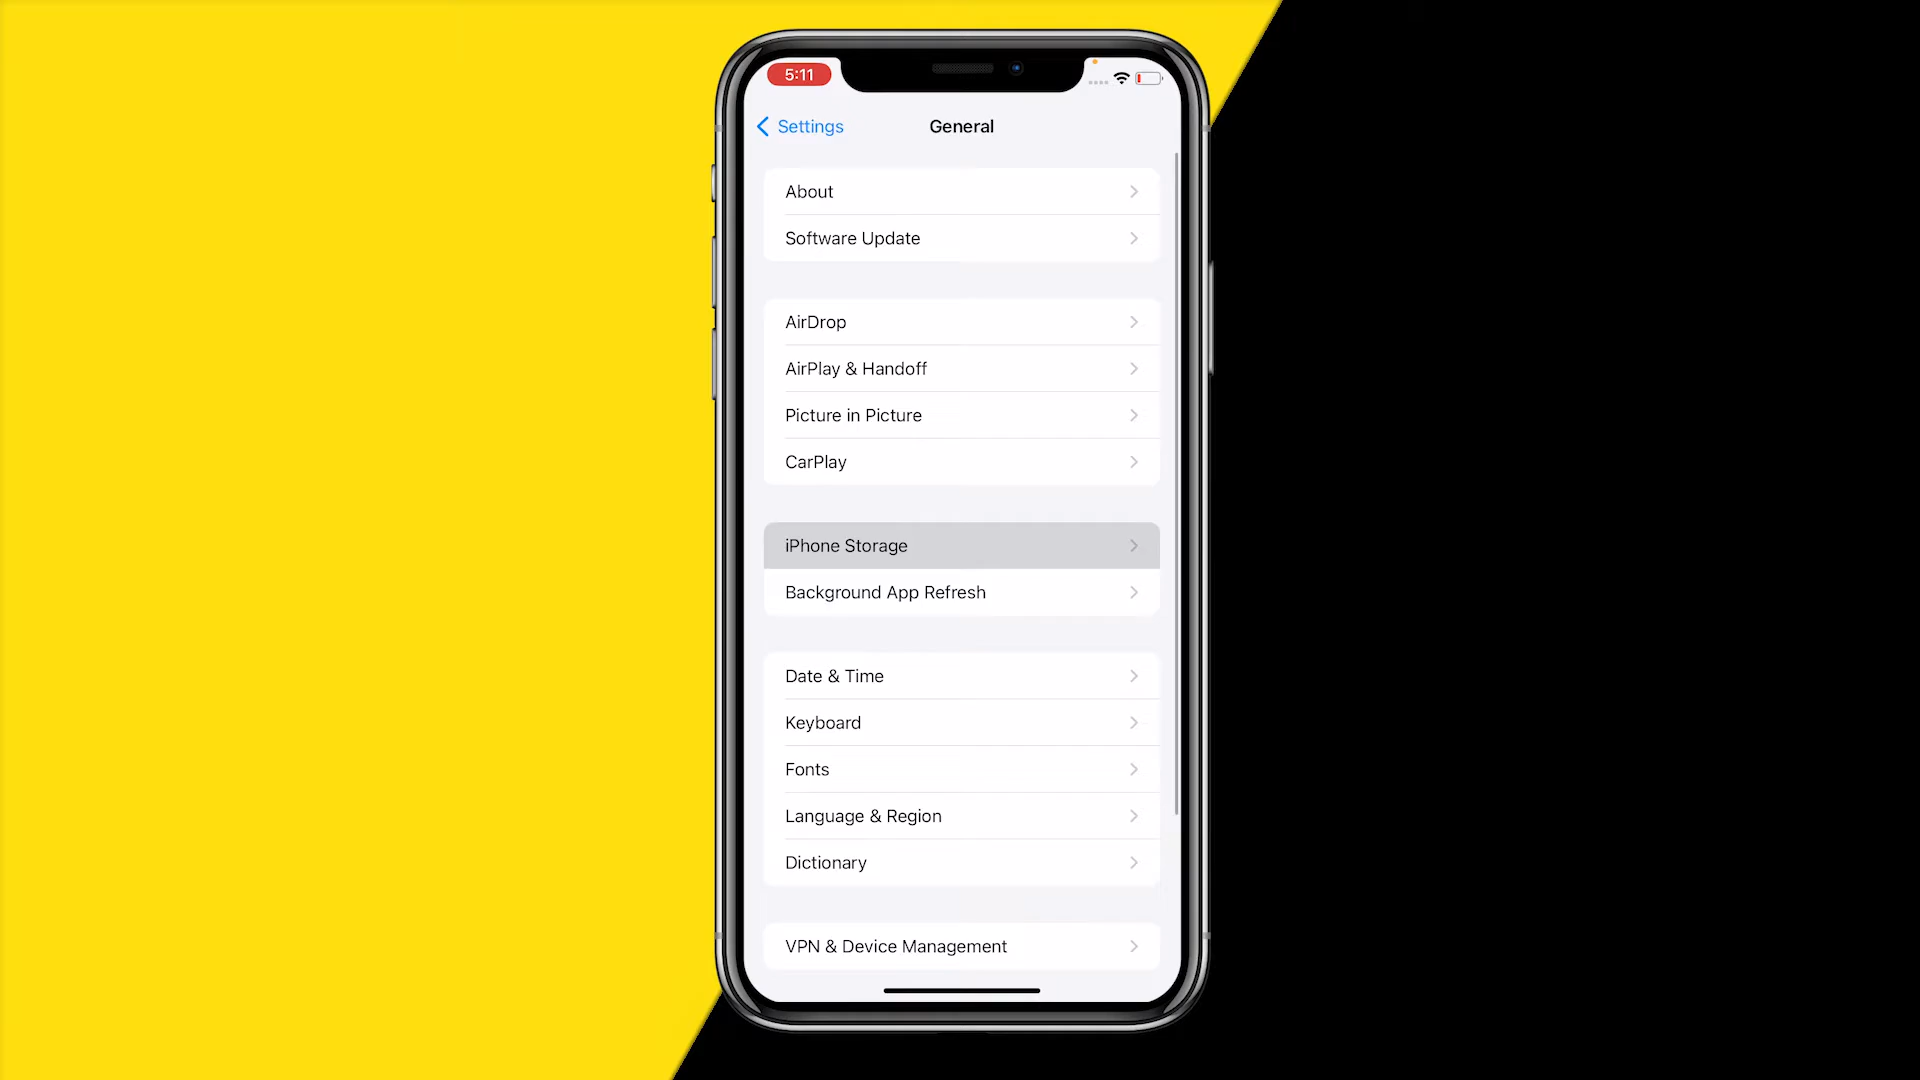 5:11
Settings
General
About
Software Update
AirDrop
AirPlay & Handoff
Picture in Picture
CarPlay
iPhone Storage
Background App Refresh
Date & Time
Keyboard
Fonts
Language & Region
Dictionary
VPN & Device Management